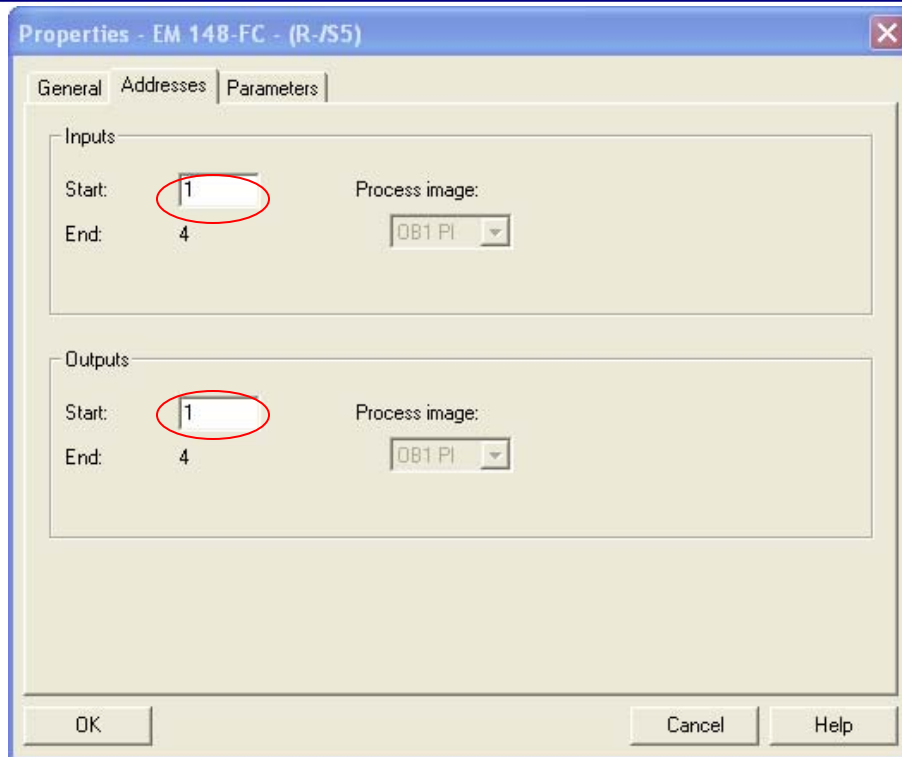 Properties - EM 148-FC - (R-/S5)
General Addresses Parameters
Inputs
Start: 1 Process image:
End: 4 OB1 PI
Outputs
Start: 1 Process image:
End: 4 OB1 PI
OK Cancel Help